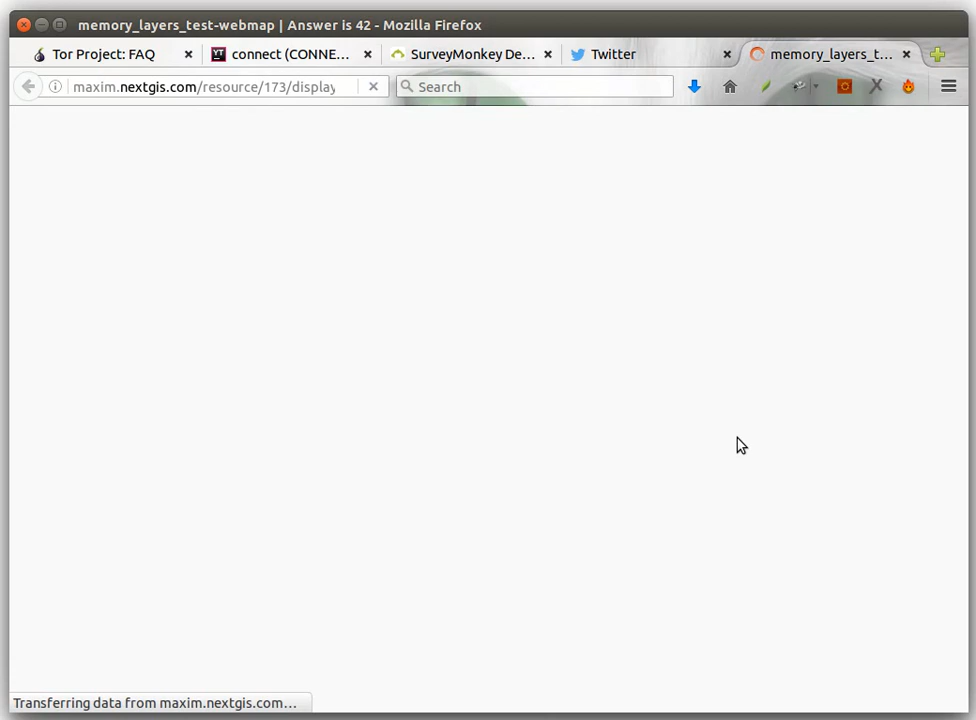 memory_layers_test-webmap | Answer is 42 - Mozilla Firefox
Tor Project: FAQ
YT connect (CONNE...
SurveyMonkey De...
Twitter
memory_layers_t...
maxim.nextgis.com/resource/173/display
Search
Transferring data from maxim.nextgis.com...